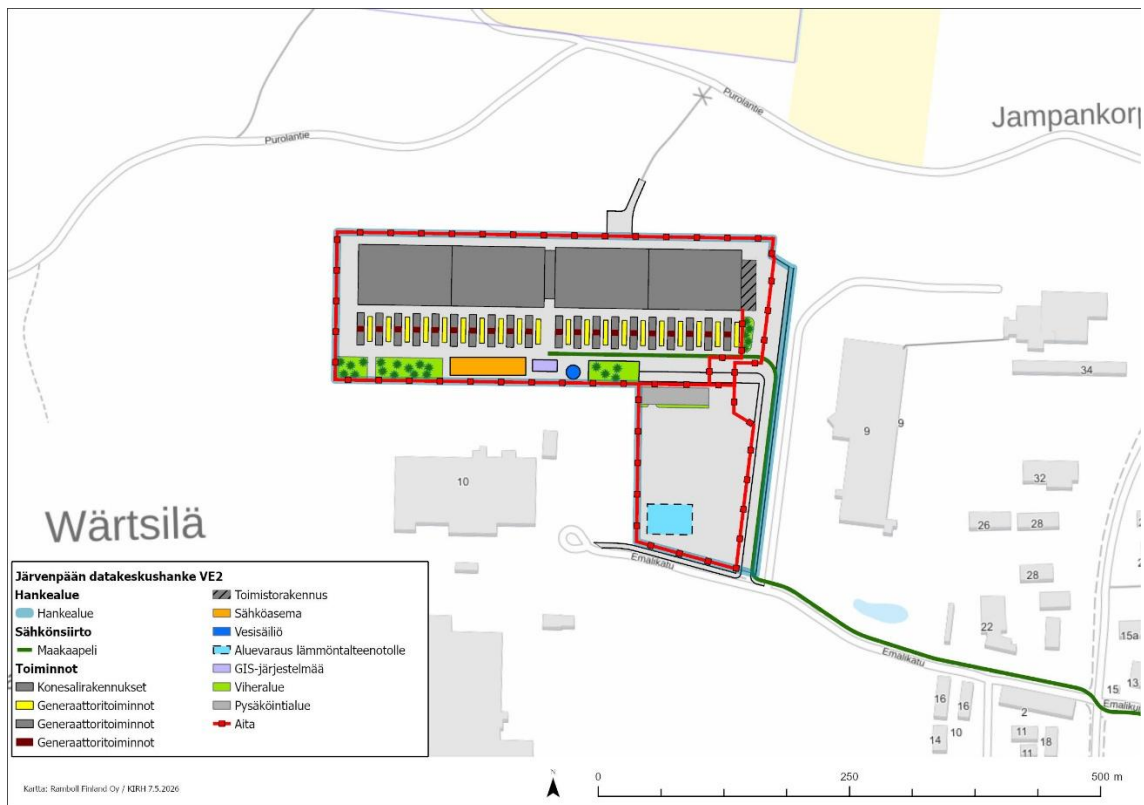 Purolantie
Purolantie
Jampankorp
34
9
9
10
32
26
28
Wärtsilä
Emalikatu
28
22
15a
Emalikatu
16
16
15
13
2
Emaliku
14
10
11
18
11
Järvenpään datakeskushanke VE2
Hankealue
Hankealue
Sähkönsiirto
Maakaapeli
Toiminnot
Konesalirakennukset
Generaattoritoiminnot
Generaattoritoiminnot
Generaattoritoiminnot
Toimistorakennus
Sähköasema
Vesisäiliö
Aluevaraus lämmöntalteenotolle
GIS-järjestelmää
Viheralue
Pysäköintialue
Aita
Kartta: Ramboll Finland Oy / KIRH 7.5.2026
N
0 250 500 m